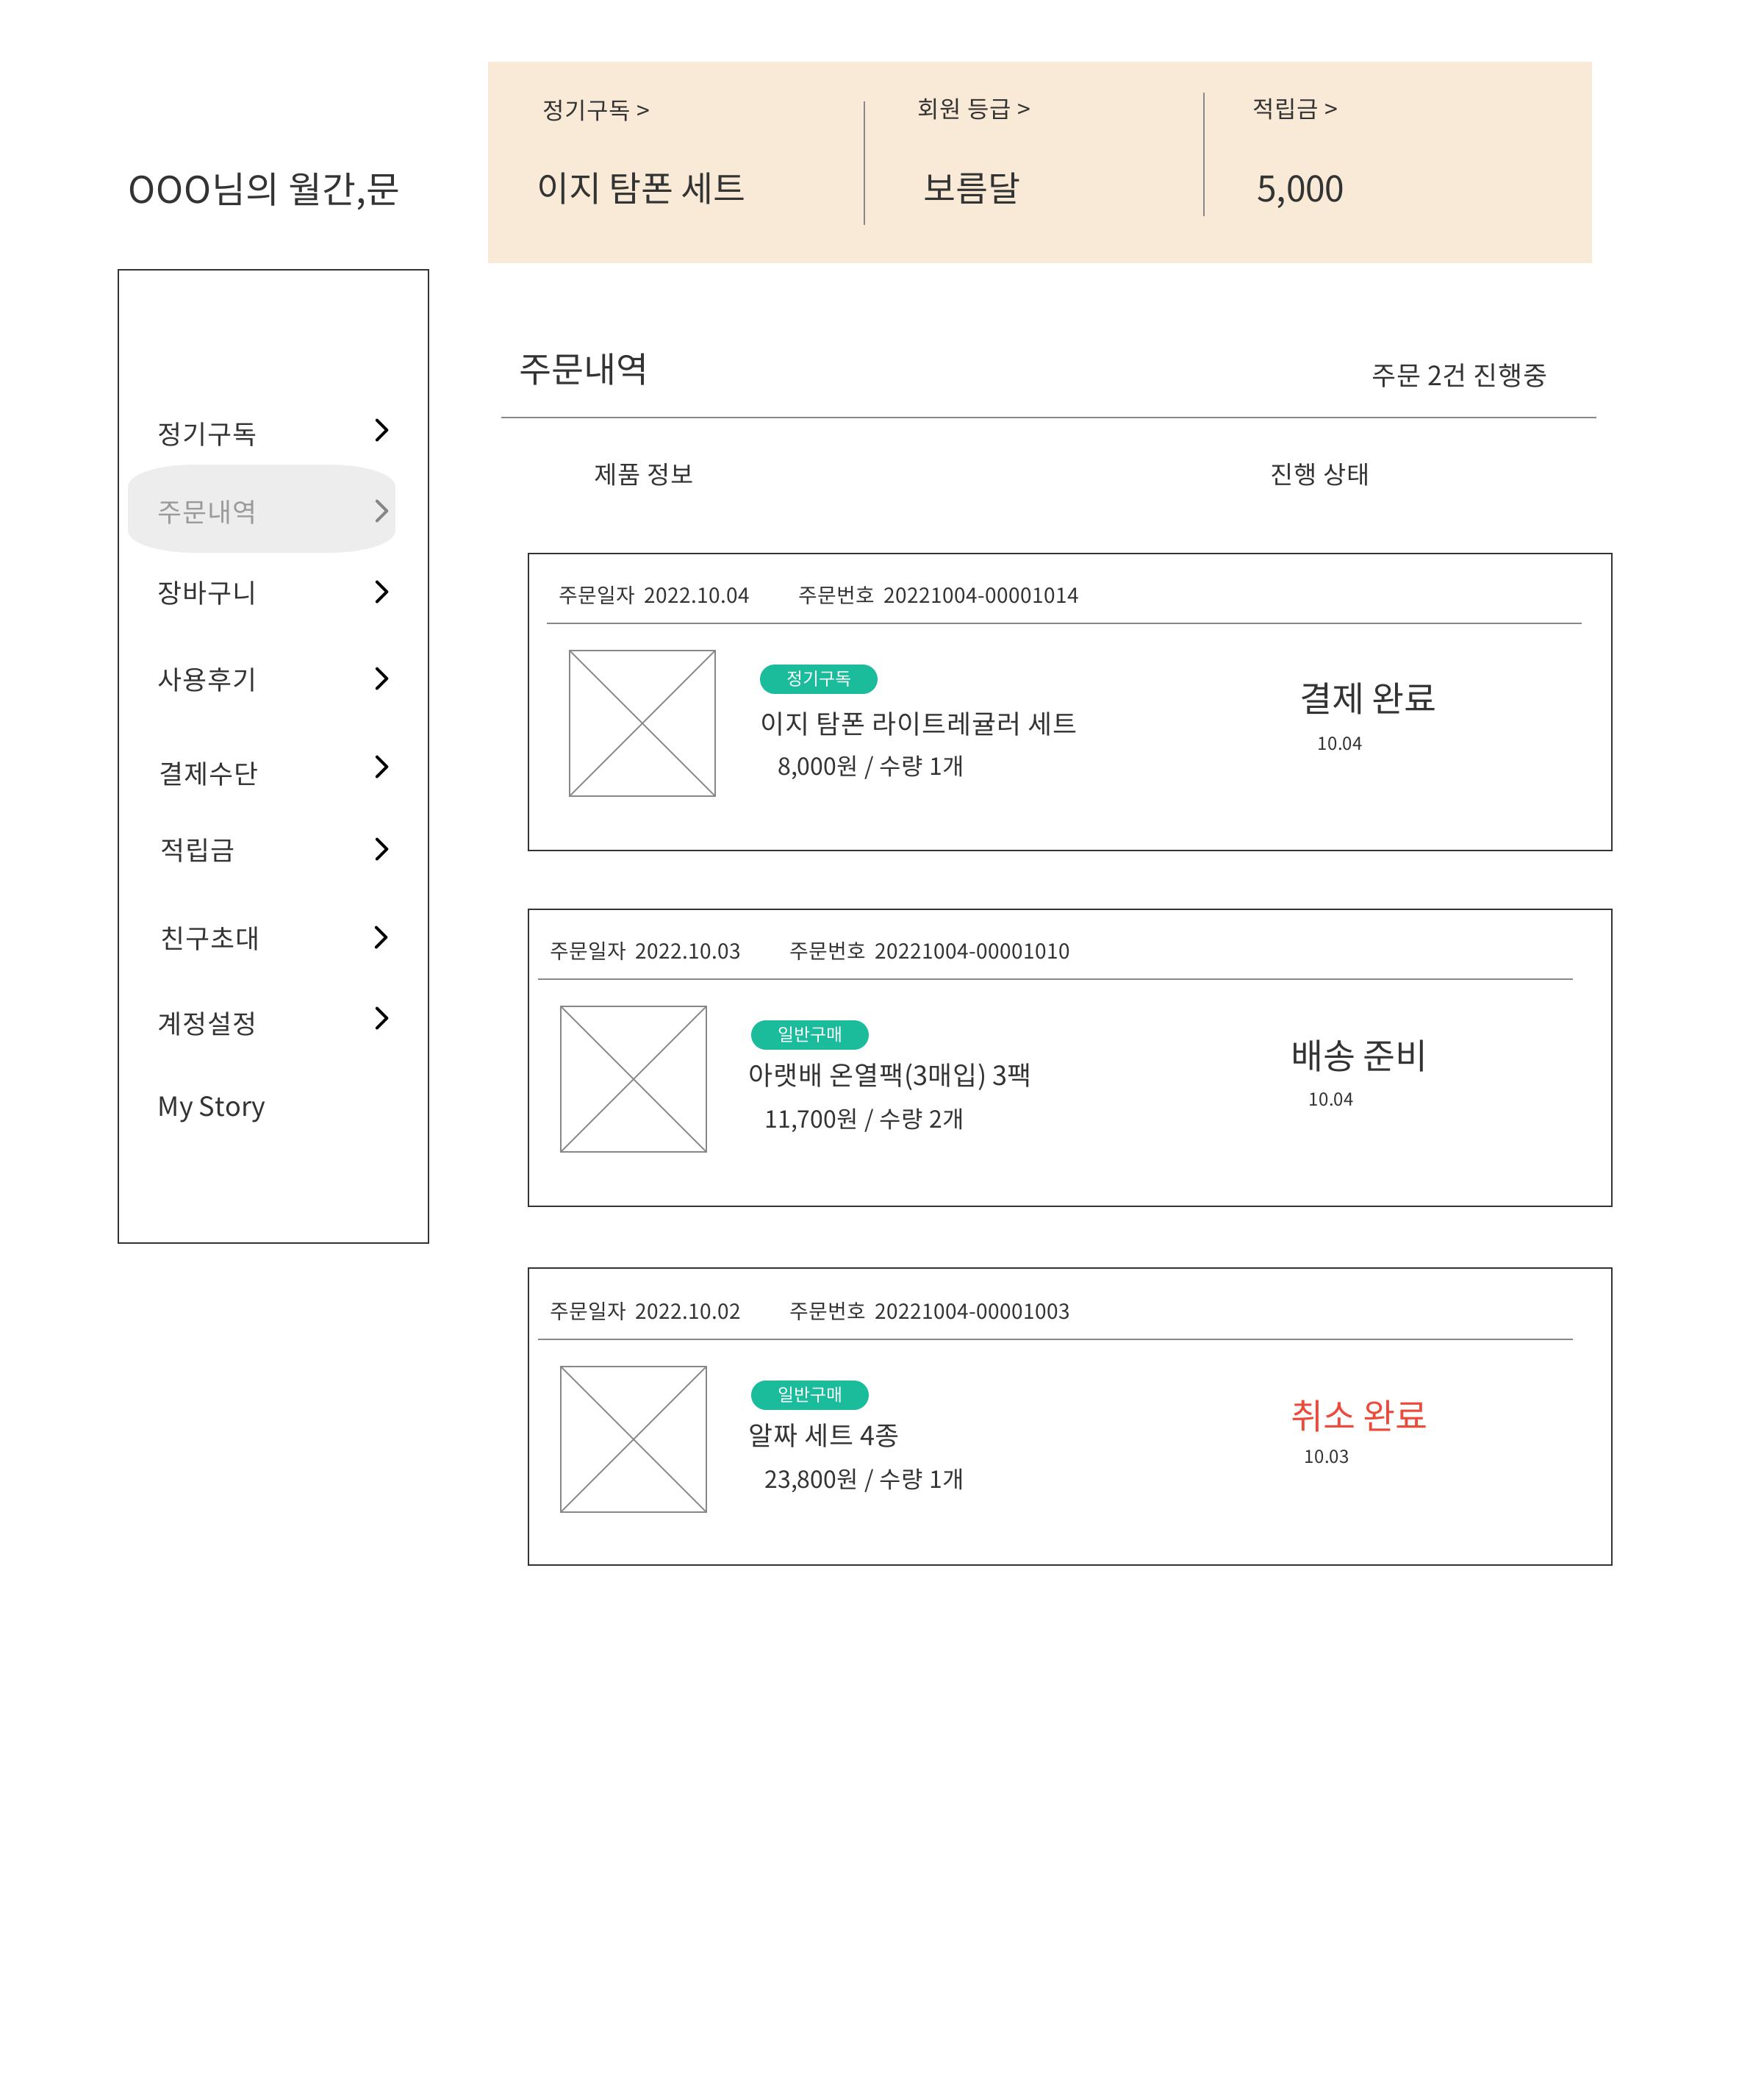 OOO님의 월간,문
정기구독 >
이지 탐폰 세트
회원 등급 >
보름달
적립금 >
5,000
정기구독
주문내역
장바구니
사용후기
결제수단
적립금
친구초대
계정설정
My Story
주문내역
주문 2건 진행중
제품 정보
진행 상태
주문일자 2022.10.04
주문번호 20221004-00001014
정기구독
이지 탐폰 라이트레귤러 세트
8,000원 / 수량 1개
결제 완료
10.04
주문일자 2022.10.03
주문번호 20221004-00001010
일반구매
아랫배 온열팩(3매입) 3팩
11,700원 / 수량 2개
배송 준비
10.04
주문일자 2022.10.02
주문번호 20221004-00001003
일반구매
알짜 세트 4종
23,800원 / 수량 1개
취소 완료
10.03